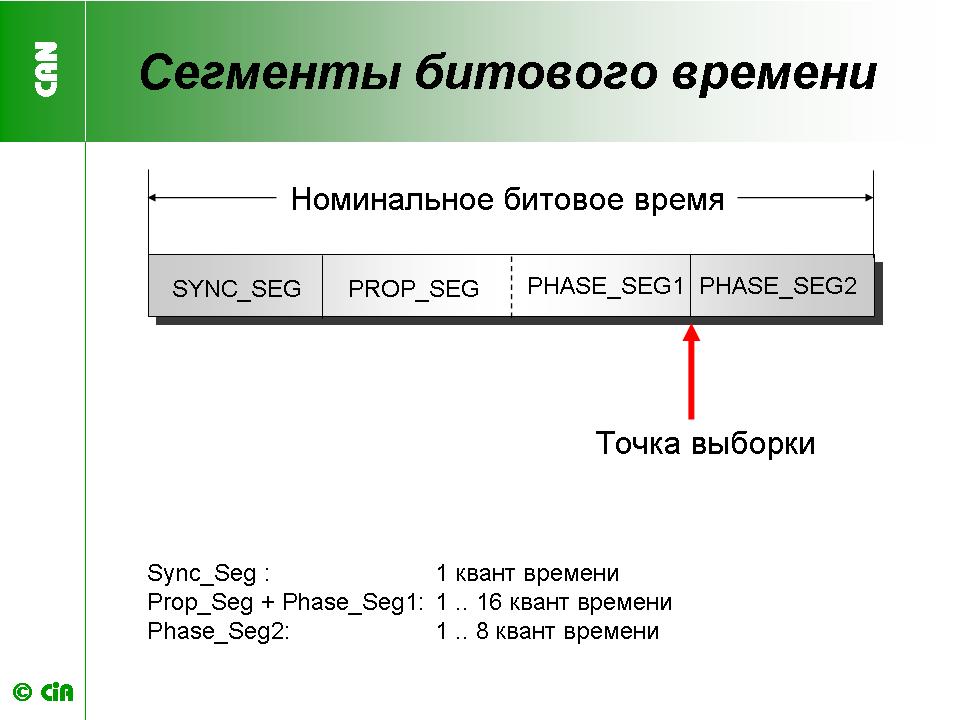 CAN
Сегменты битового времени
Номинальное битовое время
SYNC_SEG PROP_SEG PHASE_SEG1 PHASE_SEG2
Точка выборки
Sync_Seg : 1 квант времени
Prop_Seg + Phase_Seg1: 1 .. 16 квант времени
Phase_Seg2: 1 .. 8 квант времени
© CiA